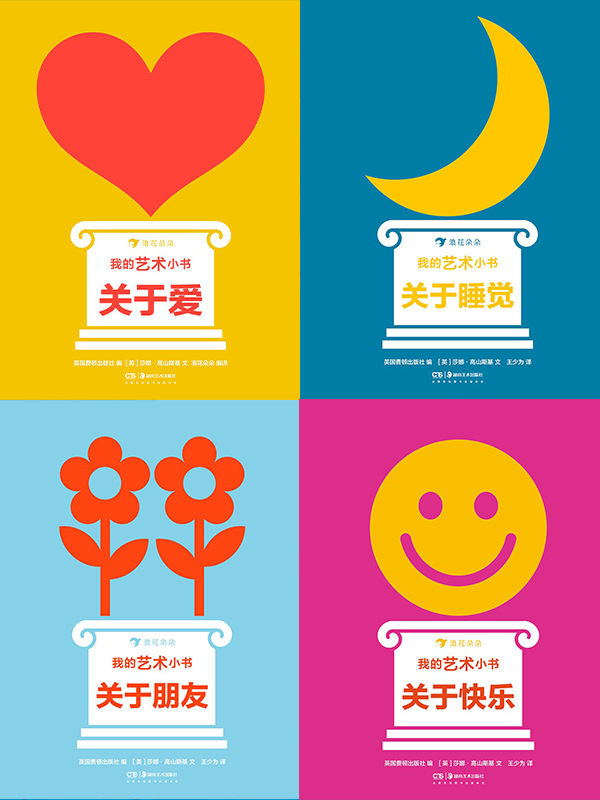 浪花朵朵
我的艺术小书
关于爱
英国费顿出版社 编 [英]莎娜·高山斯基 文 浪花朵朵 编译
湖南美术出版社
浪花朵朵
我的艺术小书
关于睡觉
英国费顿出版社 编 [英]莎娜·高山斯基 文 王少为 译
湖南美术出版社
浪花朵朵
我的艺术小书
关于朋友
英国费顿出版社 编 [英]莎娜·高山斯基 文 王少为 译
湖南美术出版社
浪花朵朵
我的艺术小书
关于快乐
英国费顿出版社 编 [英]莎娜·高山斯基 文 王少为 译
湖南美术出版社